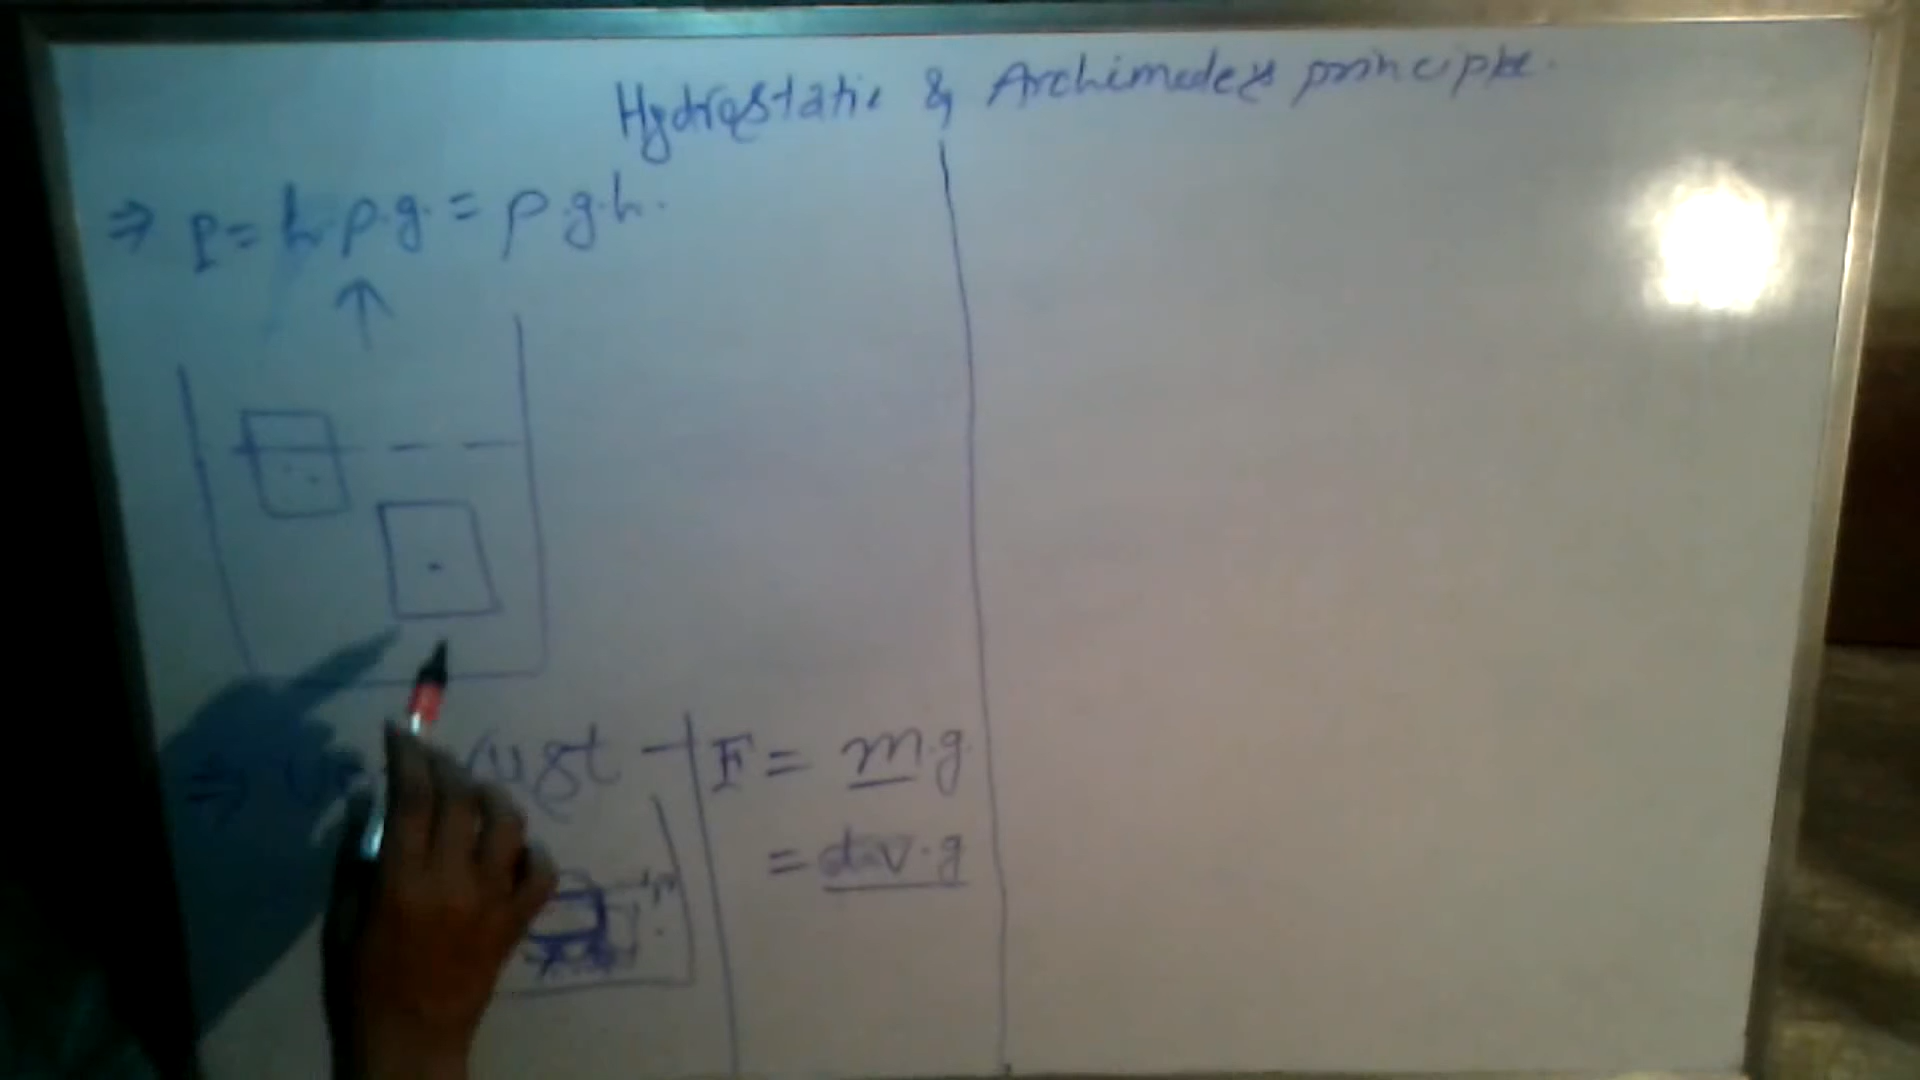 Hydrostatic & Archimedes principle.
⇒ P = h.ρ.g. = ρ.g.h.
⇒ F = m.g
= d.v.g